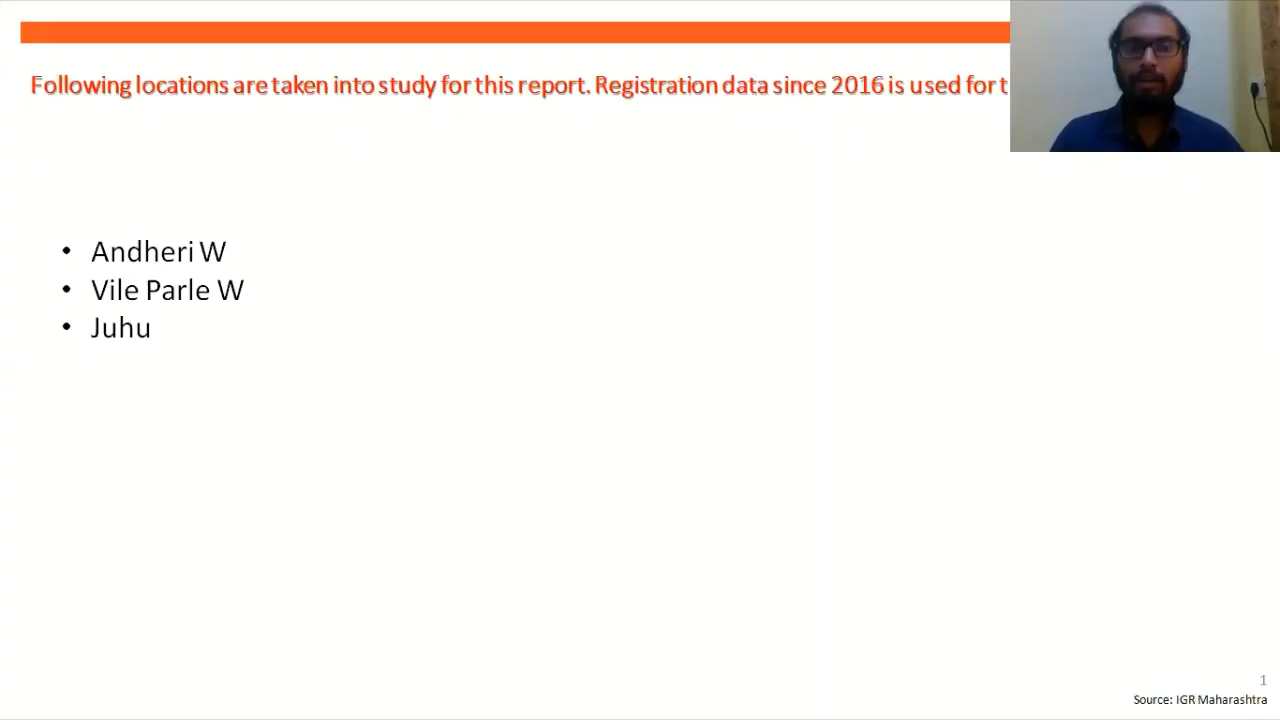 Following locations are taken into study for this report. Registration data since 2016 is used for t
• Andheri W
• Vile Parle W
• Juhu
1
Source: IGR Maharashtra